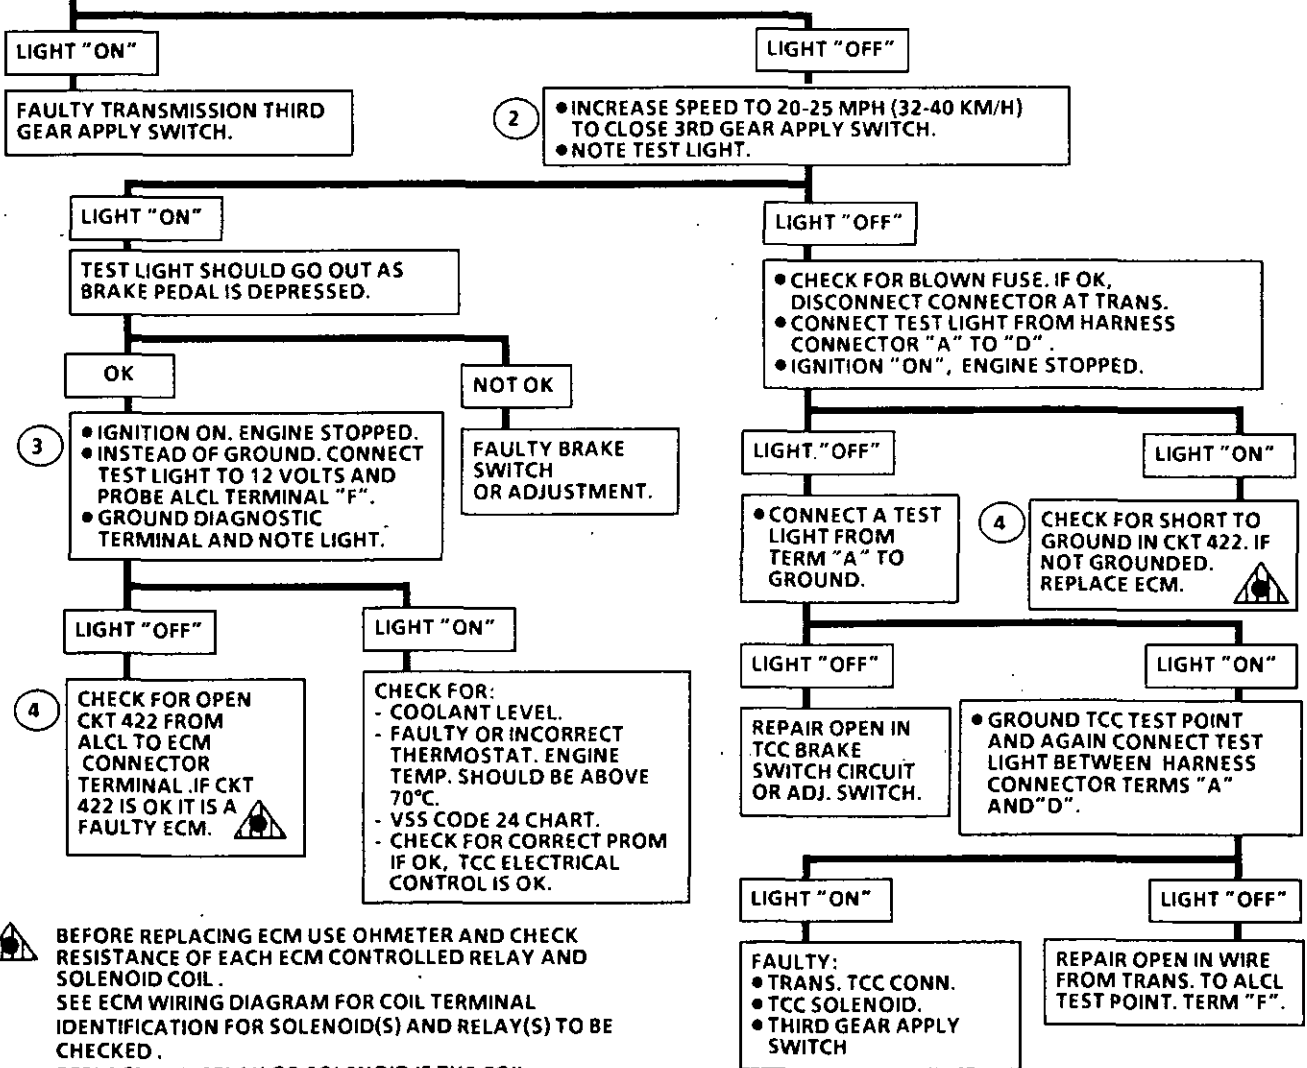 LIGHT "ON"
LIGHT "OFF"
FAULTY TRANSMISSION THIRD
GEAR APPLY SWITCH.
2
● INCREASE SPEED TO 20-25 MPH (32-40 KM/H)
TO CLOSE 3RD GEAR APPLY SWITCH.
● NOTE TEST LIGHT.
LIGHT "ON"
LIGHT "OFF"
TEST LIGHT SHOULD GO OUT AS
BRAKE PEDAL IS DEPRESSED.
● CHECK FOR BLOWN FUSE. IF OK,
DISCONNECT CONNECTOR AT TRANS.
● CONNECT TEST LIGHT FROM HARNESS
CONNECTOR "A" TO "D".
● IGNITION "ON", ENGINE STOPPED.
OK
NOT OK
3
● IGNITION ON. ENGINE STOPPED.
● INSTEAD OF GROUND. CONNECT
TEST LIGHT TO 12 VOLTS AND
PROBE ALCL TERMINAL "F".
● GROUND DIAGNOSTIC
TERMINAL AND NOTE LIGHT.
FAULTY BRAKE
SWITCH
OR ADJUSTMENT.
LIGHT. "OFF"
LIGHT "ON"
● CONNECT A TEST
LIGHT FROM
TERM "A" TO
GROUND.
4
CHECK FOR SHORT TO
GROUND IN CKT 422. IF
NOT GROUNDED.
REPLACE ECM.
LIGHT "OFF"
LIGHT "ON"
LIGHT "OFF"
LIGHT "ON"
4
CHECK FOR OPEN
CKT 422 FROM
ALCL TO ECM
CONNECTOR
TERMINAL .IF CKT
422 IS OK IT IS A
FAULTY ECM.
CHECK FOR:
- COOLANT LEVEL.
- FAULTY OR INCORRECT
THERMOSTAT. ENGINE
TEMP. SHOULD BE ABOVE
70°C.
- VSS CODE 24 CHART.
- CHECK FOR CORRECT PROM
IF OK, TCC ELECTRICAL
CONTROL IS OK.
REPAIR OPEN IN
TCC BRAKE
SWITCH CIRCUIT
OR ADJ. SWITCH.
● GROUND TCC TEST POINT
AND AGAIN CONNECT TEST
LIGHT BETWEEN HARNESS
CONNECTOR TERMS "A"
AND"D".
LIGHT "ON"
LIGHT "OFF"
FAULTY:
● TRANS. TCC CONN.
● TCC SOLENOID.
● THIRD GEAR APPLY
SWITCH
REPAIR OPEN IN WIRE
FROM TRANS. TO ALCL
TEST POINT. TERM "F".
BEFORE REPLACING ECM USE OHMETER AND CHECK
RESISTANCE OF EACH ECM CONTROLLED RELAY AND
SOLENOID COIL.
SEE ECM WIRING DIAGRAM FOR COIL TERMINAL
IDENTIFICATION FOR SOLENOID(S) AND RELAY(S) TO BE
CHECKED.